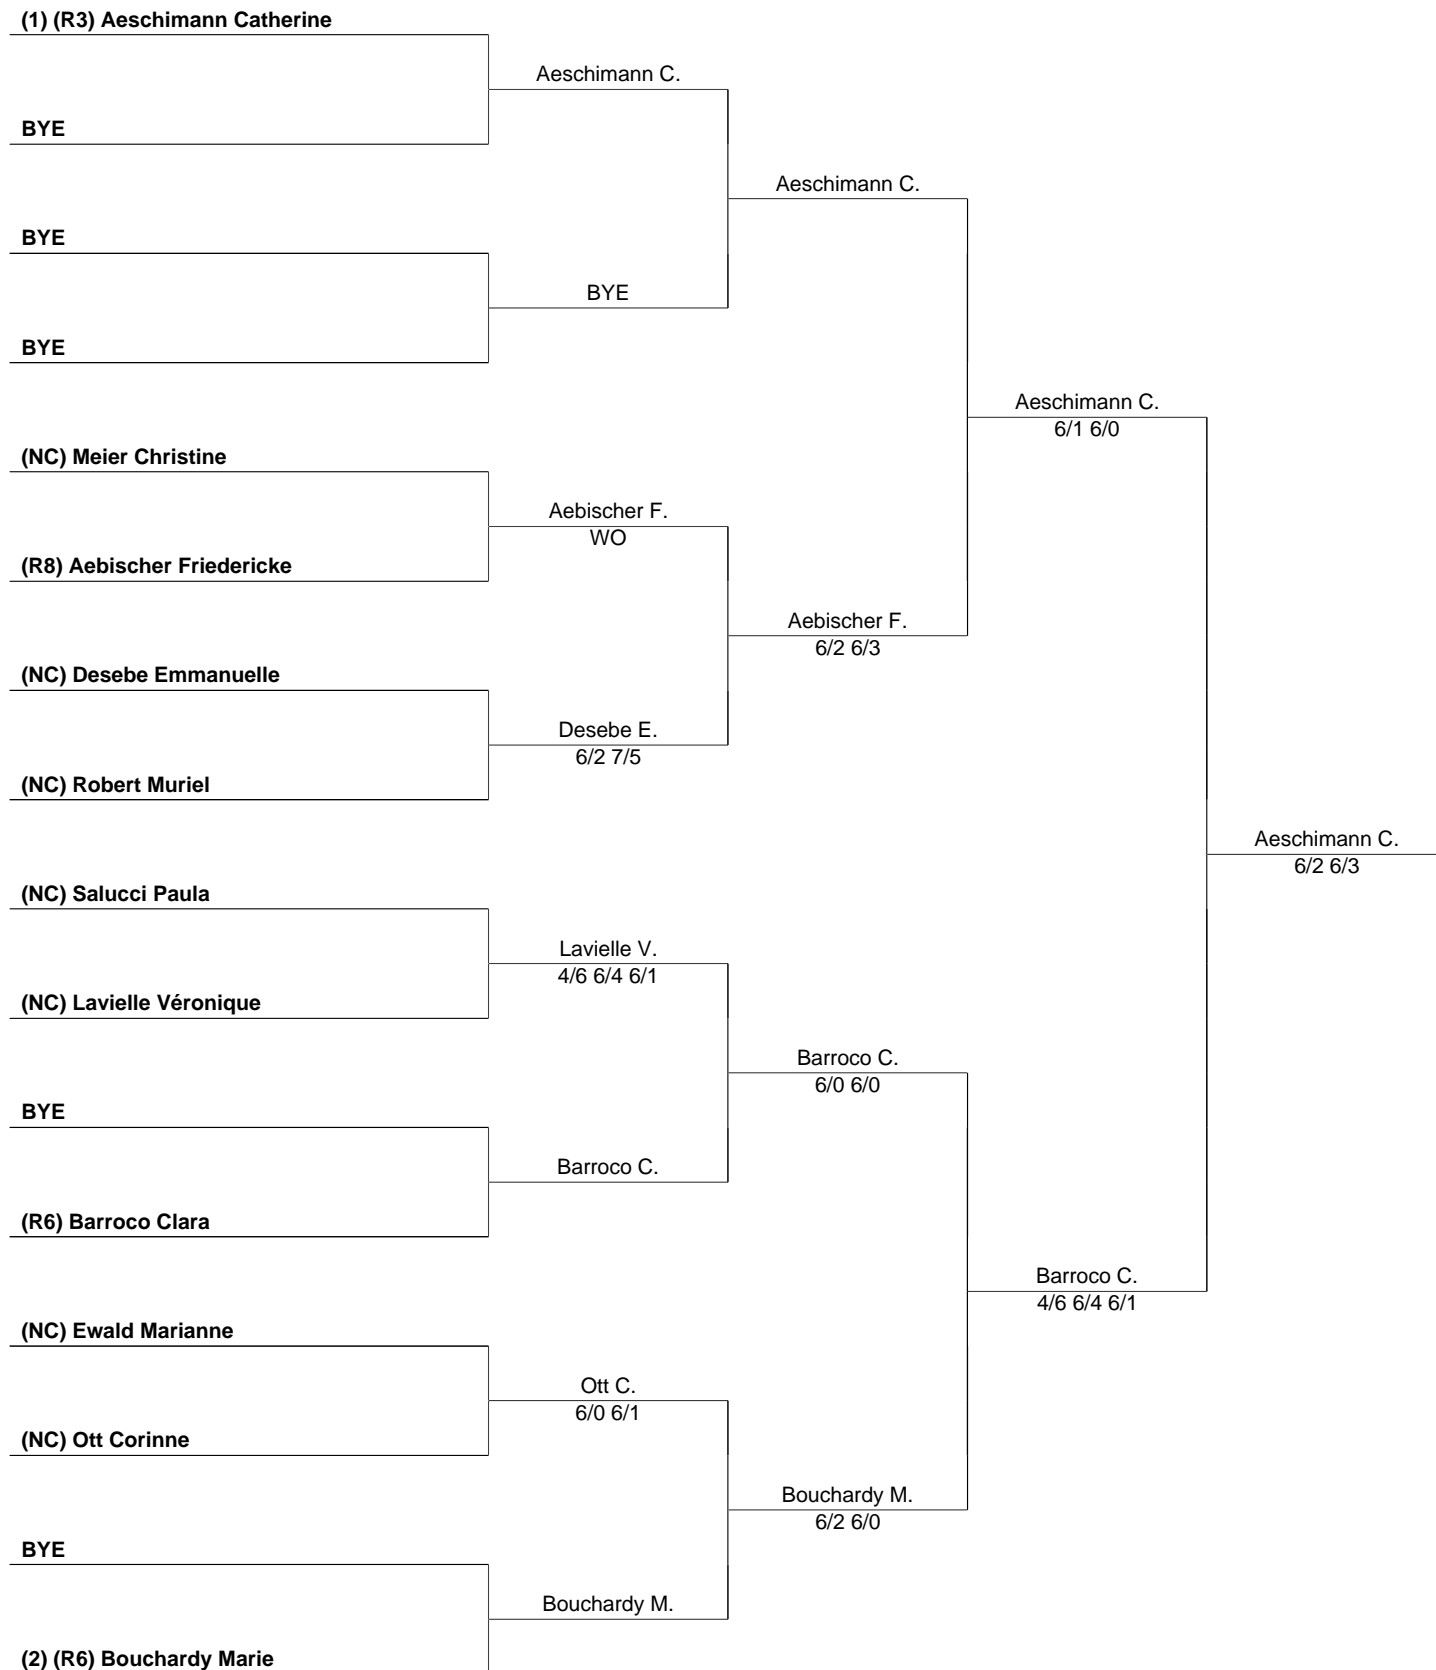 (1) (R3) Aeschimann Catherine
Aeschimann C.
BYE
Aeschimann C.
BYE
BYE
BYE
Aeschimann C.
6/1 6/0
(NC) Meier Christine
Aebischer F.
WO
(R8) Aebischer Friedericke
Aebischer F.
6/2 6/3
(NC) Desebe Emmanuelle
Desebe E.
6/2 7/5
(NC) Robert Muriel
Aeschimann C.
6/2 6/3
(NC) Salucci Paula
Lavielle V.
4/6 6/4 6/1
(NC) Lavielle Véronique
Barroco C.
6/0 6/0
BYE
Barroco C.
(R6) Barroco Clara
Barroco C.
4/6 6/4 6/1
(NC) Ewald Marianne
Ott C.
6/0 6/1
(NC) Ott Corinne
Bouchardy M.
6/2 6/0
BYE
Bouchardy M.
(2) (R6) Bouchardy Marie